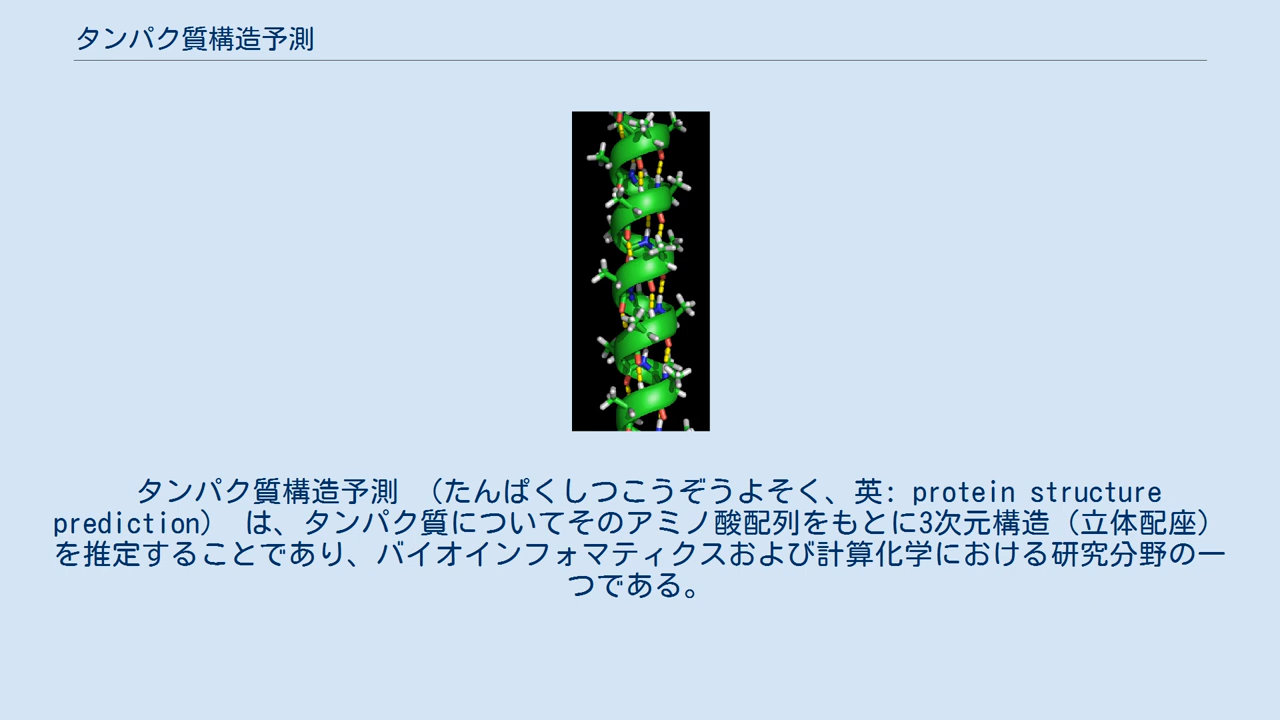 タンパク質構造予測
タンパク質構造予測 （たんぱくしつこうぞうよそく、英: protein structure
prediction） は、タンパク質についてそのアミノ酸配列をもとに3次元構造（立体配座）
を推定することであり、バイオインフォマティクスおよび計算化学における研究分野の一
つである。